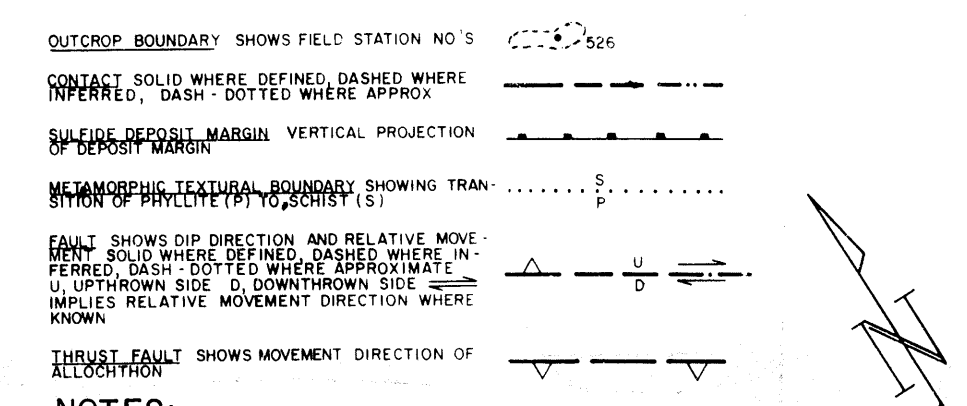 OUTCROP BOUNDARY SHOWS FIELD STATION NO'S
526
CONTACT SOLID WHERE DEFINED, DASHED WHERE
INFERRED, DASH - DOTTED WHERE APPROX
SULFIDE DEPOSIT MARGIN VERTICAL PROJECTION
OF DEPOSIT MARGIN
METAMORPHIC TEXTURAL BOUNDARY SHOWING TRAN-
SITION OF PHYLLITE (P) TO SCHIST (S)
S
P
FAULT SHOWS DIP DIRECTION AND RELATIVE MOVE-
MENT SOLID WHERE DEFINED, DASHED WHERE IN-
FERRED, DASH - DOTTED WHERE APPROXIMATE
U, UPTHROWN SIDE D, DOWNTHROWN SIDE
IMPLIES RELATIVE MOVEMENT DIRECTION WHERE
KNOWN
U
D
THRUST FAULT SHOWS MOVEMENT DIRECTION OF
ALLOCHTHON
N
NOTES: